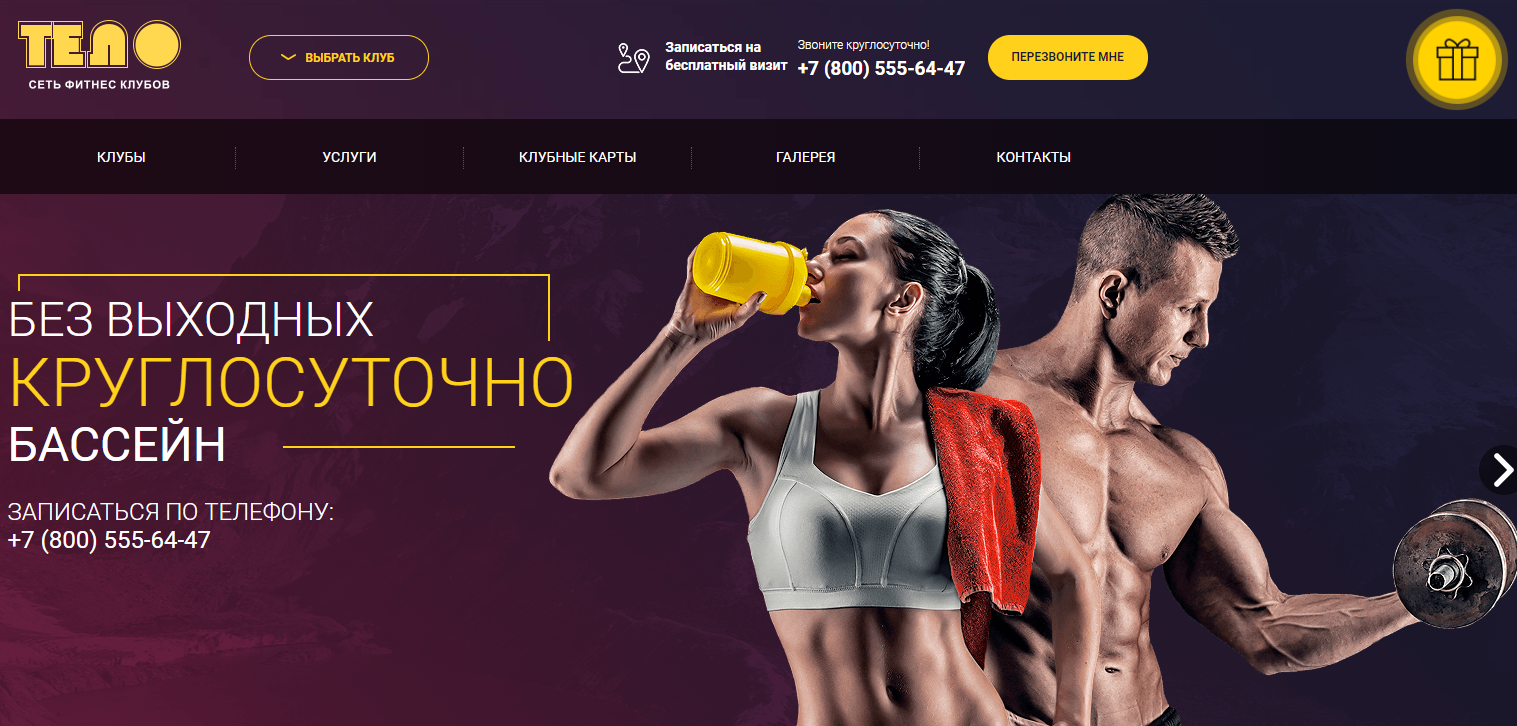 ТЕЛО
СЕТЬ ФИТНЕС КЛУБОВ
ВЫБРАТЬ КЛУБ
Записаться на
бесплатный визит
Звоните круглосуточно!
+7 (800) 555-64-47
ПЕРЕЗВОНИТЕ МНЕ
КЛУБЫ
УСЛУГИ
КЛУБНЫЕ КАРТЫ
ГАЛЕРЕЯ
КОНТАКТЫ
БЕЗ ВЫХОДНЫХ
КРУГЛОСУТОЧНО
БАССЕЙН
ЗАПИСАТЬСЯ ПО ТЕЛЕФОНУ:
+7 (800) 555-64-47